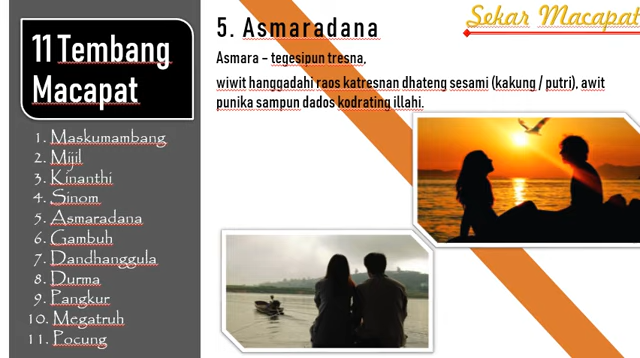 Sekar Macapat
11 Tembang
Macapat
1. Maskumambang
2. Mijil
3. Kinanthi
4. Sinom
5. Asmaradana
6. Gambuh
7. Dandhanggula
8. Durma
9. Pangkur
10. Megatruh
11. Pocung
5. Asmaradana
Asmara – tegesipun tresna,
wiwit hanggadahi raos katresnan dhateng sesami (kakung / putri), awit
punika sampun dados kodrating illahi.